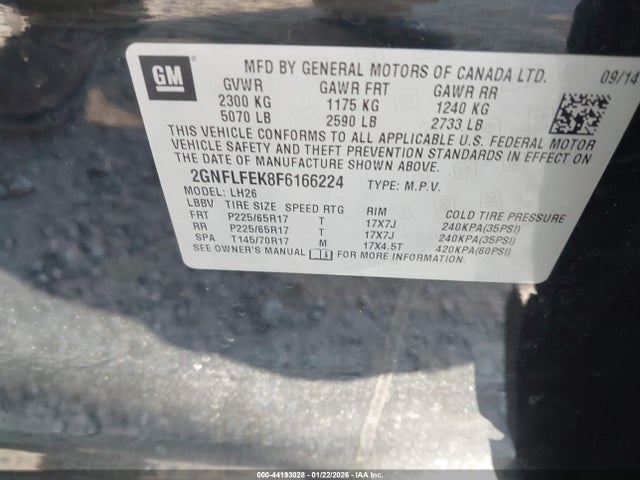 GM
MFD BY GENERAL MOTORS OF CANADA LTD. 09/14
GVWR GAWR FRT GAWR RR
2300 KG 1175 KG 1240 KG
5070 LB 2590 LB 2733 LB
THIS VEHICLE CONFORMS TO ALL APPLICABLE U.S. FEDERAL MOTOR
VEHICLE SAFETY AND THEFT PREVENTION STANDARDS IN EFFECT ON
THE DATE OF MANUFACTURE SHOWN ABOVE.
2GNFLFEK8F6166224 TYPE: M.P.V.
MODEL: LH26
LBBV TIRE SIZE SPEED RTG RIM COLD TIRE PRESSURE
FRT P225/65R17 T 17X7J 240KPA(35PSI)
RR P225/65R17 T 17X7J 240KPA(35PSI)
SPA T145/70R17 M 17X4.5T 420KPA(60PSI)
SEE OWNER'S MANUAL FOR MORE INFORMATION.
000-44193028 - 01/22/2026 - IAA Inc.